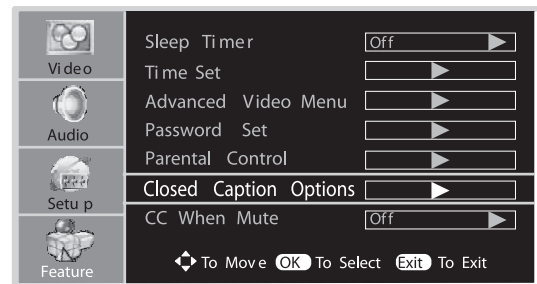 Video
Audio
Setup
Feature
Sleep Timer Off
Time Set
Advanced Video Menu
Password Set
Parental Control
Closed Caption Options
CC When Mute Off
To Move OK To Select Exit To Exit